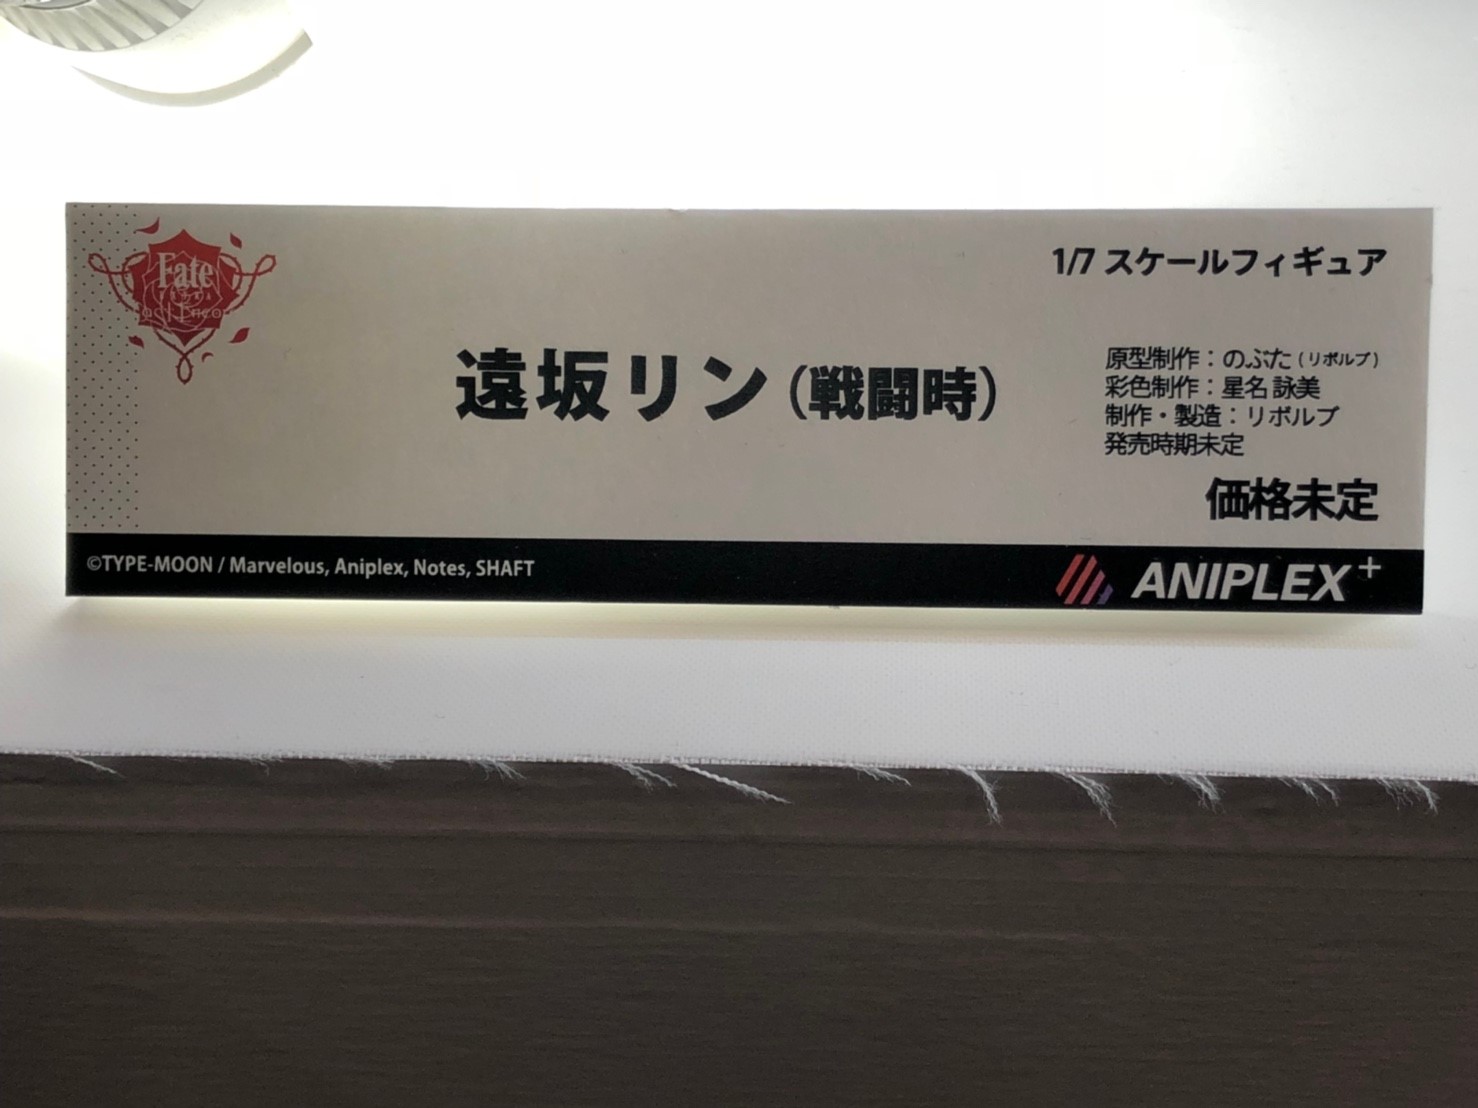 Fate
1/7 スケールフィギュア
遠坂リン(戦闘時)
原型制作：のぶた(リボルブ)
彩色制作：星名 詠美
制作・製造：リボルブ
発売時期未定
価格未定
©TYPE-MOON / Marvelous, Aniplex, Notes, SHAFT
ANIPLEX+